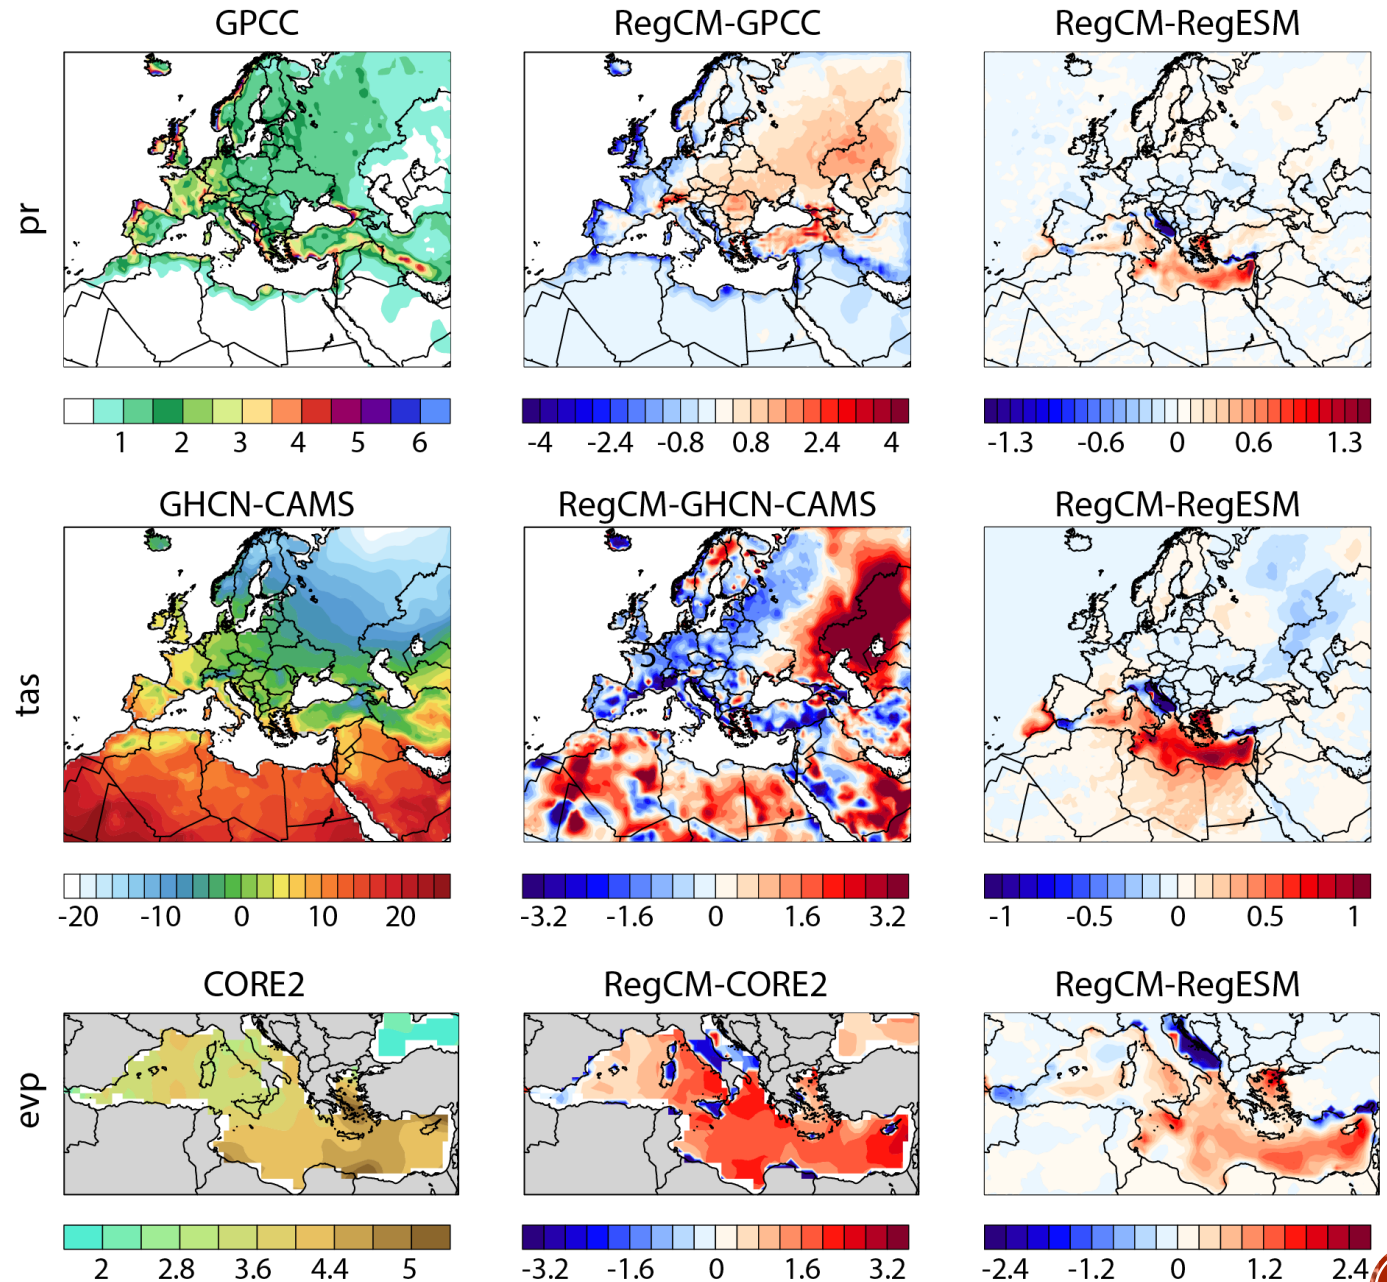 GPCC RegCM-GPCC RegCM-RegESM
pr
1 2 3 4 5 6
-4 -2.4 -0.8 0.8 2.4 4
-1.3 -0.6 0 0.6 1.3
GHCN-CAMS RegCM-GHCN-CAMS RegCM-RegESM
5
tas
-20 -10 0 10 20
-3.2 -1.6 0 1.6 3.2
-1 -0.5 0 0.5 1
CORE2 RegCM-CORE2 RegCM-RegESM
evp
2 2.8 3.6 4.4 5
-3.2 -1.6 0 1.6 3.2
-2.4 -1.2 0 1.2 2.4